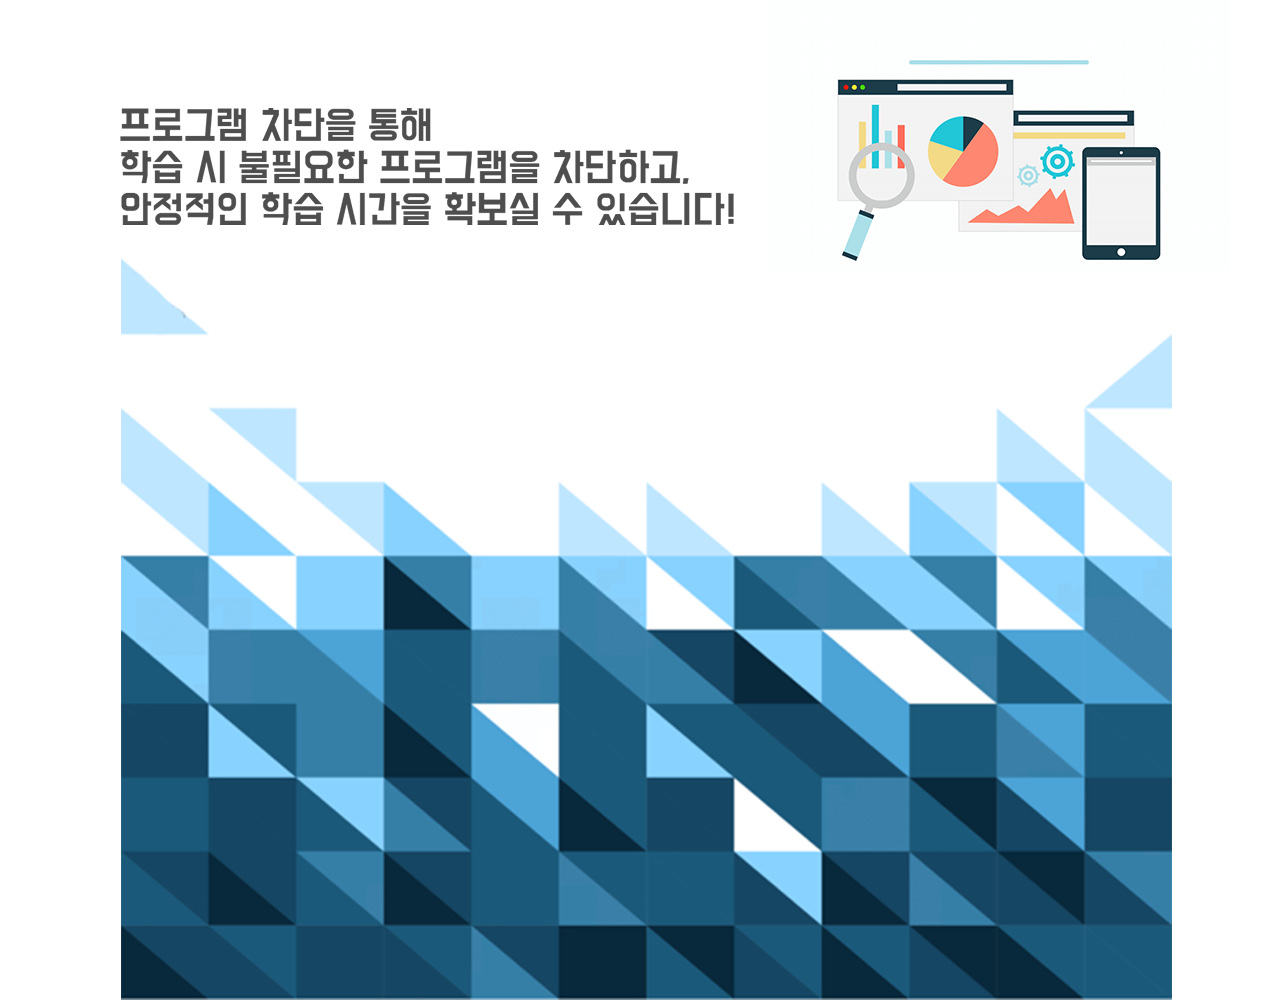 프로그램 차단을 통해
학습 시 불필요한 프로그램을 차단하고,
안정적인 학습 시간을 확보실 수 있습니다!